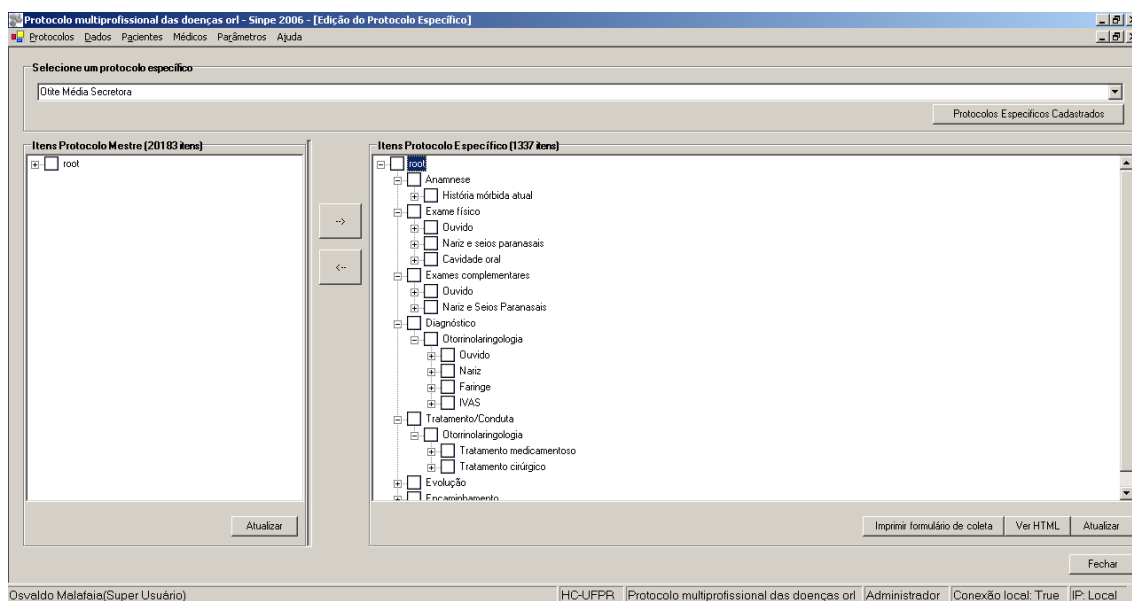 Protocolo multiprofissional das doenças orl - Sinpe 2006 - [Edição do Protocolo Específico]
Protocolos Dados Pacientes Médicos Parâmetros Ajuda
Selecione um protocolo específico
Otite Média Secretora
Protocolos Específicos Cadastrados
Itens Protocolo Mestre (20183 itens)
root
Atualizar
-->
<--
Itens Protocolo Específico (1337 itens)
root
Anamnese
História mórbida atual
Exame físico
Ouvido
Nariz e seios paranasais
Cavidade oral
Exames complementares
Ouvido
Nariz e Seios Paranasais
Diagnóstico
Otorrinolaringologia
Ouvido
Nariz
Faringe
IVAS
Tratamento/Conduta
Otorrinolaringologia
Tratamento medicamentoso
Tratamento cirúrgico
Evolução
Encaminhamento
Imprimir formulário de coleta Ver HTML Atualizar
Fechar
Osvaldo Malafaia(Super Usuário) HC-UFPR Protocolo multiprofissional das doenças orl Administrador Conexão local: True IP: Local